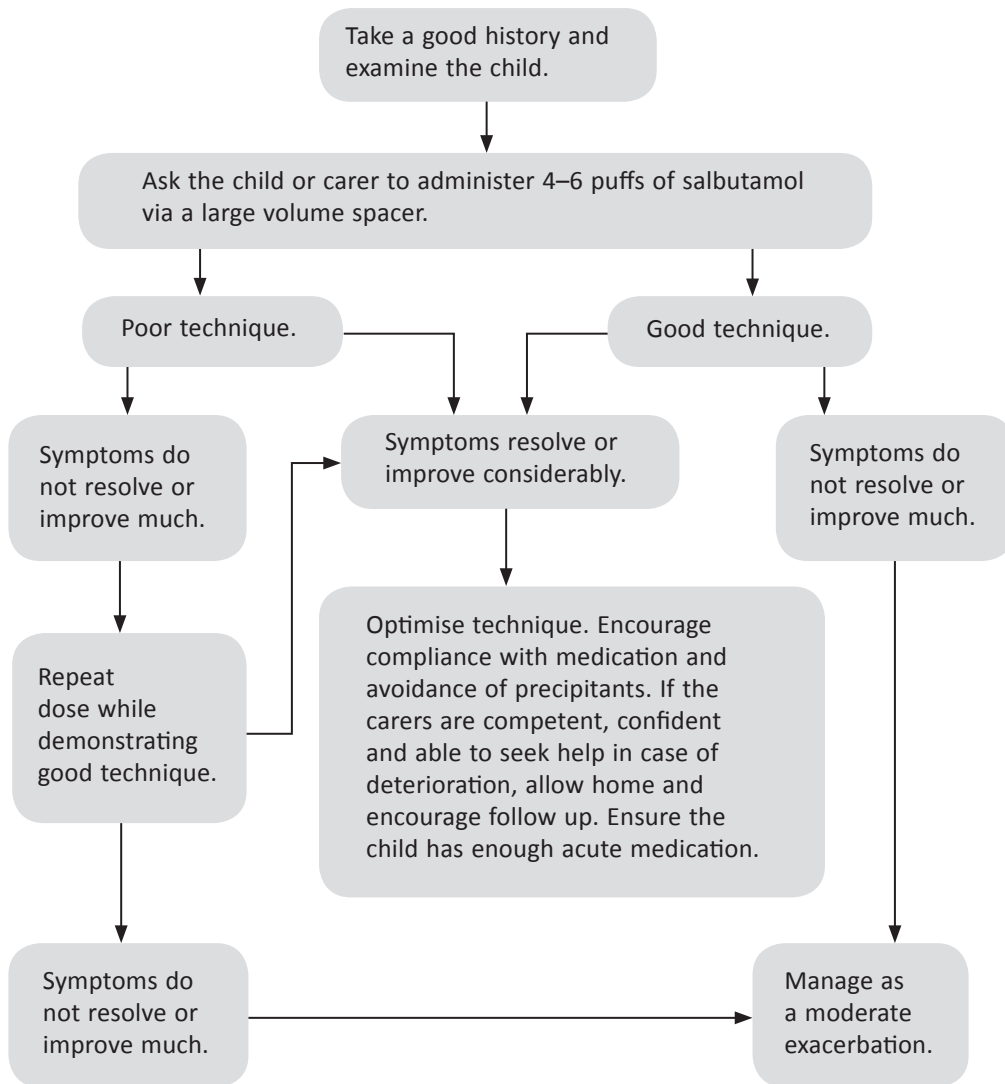 Take a good history and
examine the child.
Ask the child or carer to administer 4–6 puffs of salbutamol
via a large volume spacer.
Poor technique.
Good technique.
Symptoms do
not resolve or
improve much.
Symptoms resolve or
improve considerably.
Symptoms do
not resolve or
improve much.
Repeat
dose while
demonstrating
good technique.
Optimise technique. Encourage
compliance with medication and
avoidance of precipitants. If the
carers are competent, confident
and able to seek help in case of
deterioration, allow home and
encourage follow up. Ensure the
child has enough acute medication.
Symptoms do
not resolve or
improve much.
Manage as
a moderate
exacerbation.